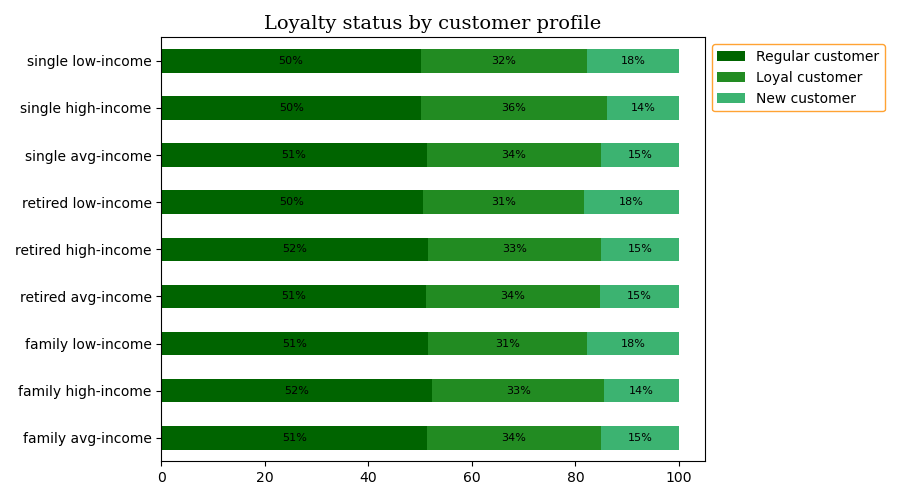 Loyalty status by customer profile
single low-income 50% 32% 18%
single high-income 50% 36% 14%
single avg-income 51% 34% 15%
retired low-income 50% 31% 18%
retired high-income 52% 33% 15%
retired avg-income 51% 34% 15%
family low-income 51% 31% 18%
family high-income 52% 33% 14%
family avg-income 51% 34% 15%
0 20 40 60 80 100
Regular customer
Loyal customer
New customer